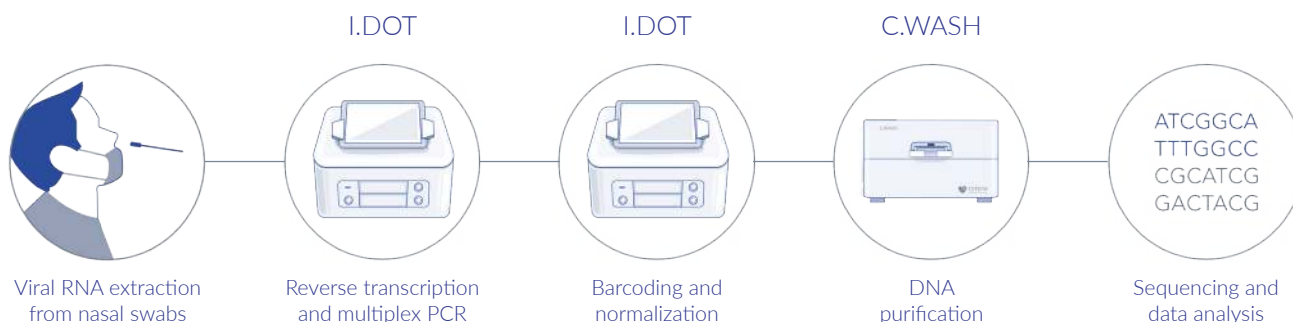 I.DOT
I.DOT
C.WASH
ATCGGCA
TTTGGCC
CGCATCG
GACTACG
Viral RNA extraction
from nasal swabs
Reverse transcription
and multiplex PCR
Barcoding and
normalization
DNA
purification
Sequencing and
data analysis